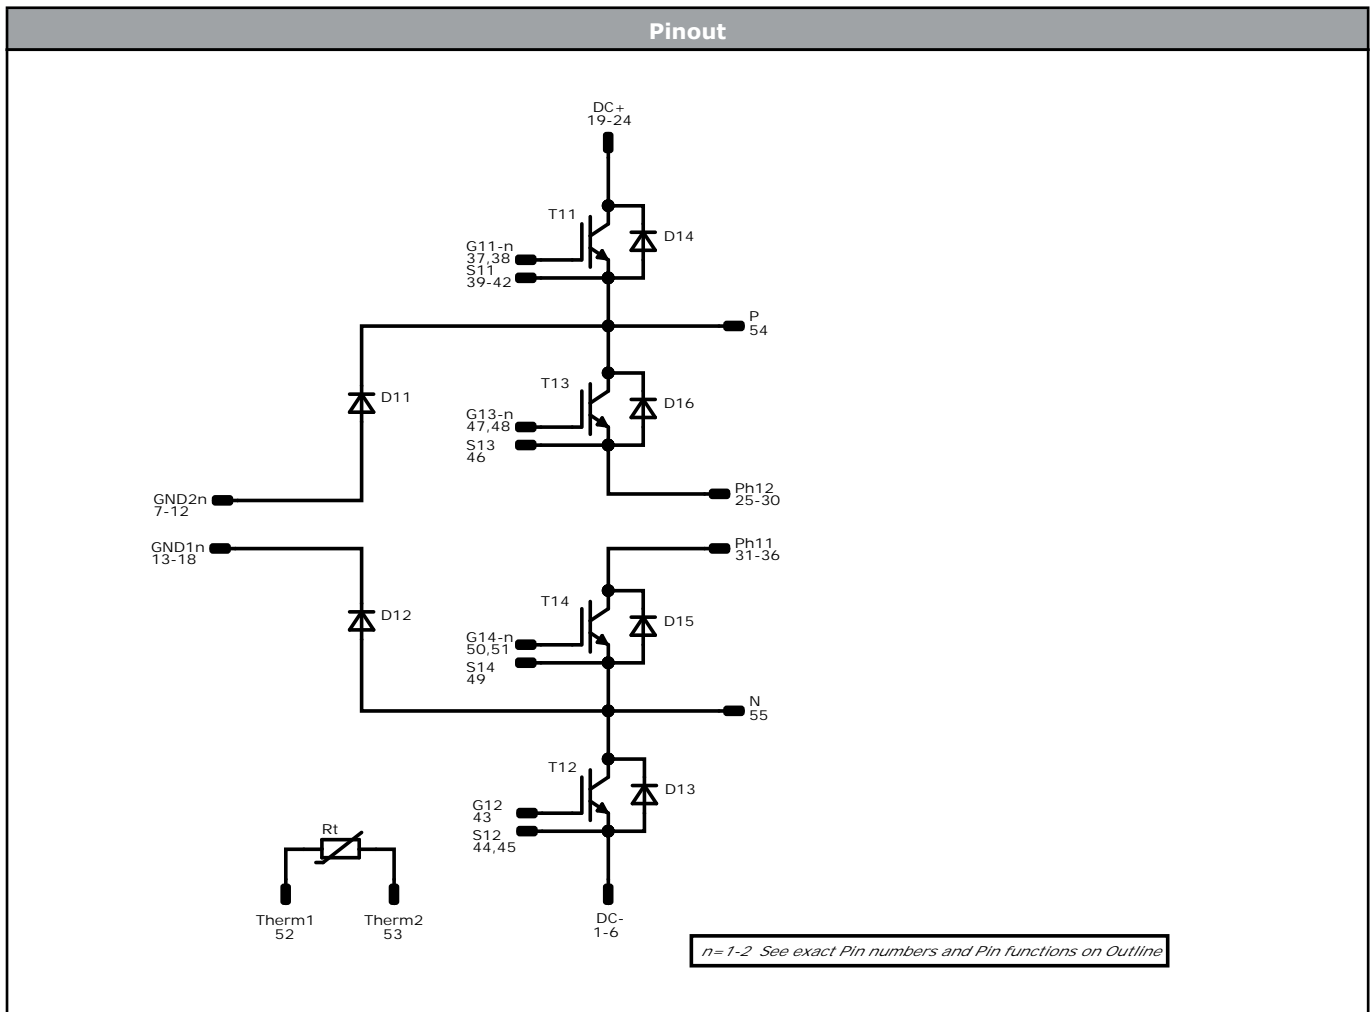 Pinout
DC+
19-24
T11
D14
G11-n
37,38
S11
39-42
P
54
T13
D16
D11
G13-n
47,48
S13
46
GND2n
7-12
Ph12
25-30
GND1n
13-18
Ph11
31-36
T14
D15
D12
G14-n
50,51
S14
49
N
55
T12
D13
G12
43
S12
44,45
Rt
Therm1
52
Therm2
53
DC-
1-6
n=1-2 See exact Pin numbers and Pin functions on Outline